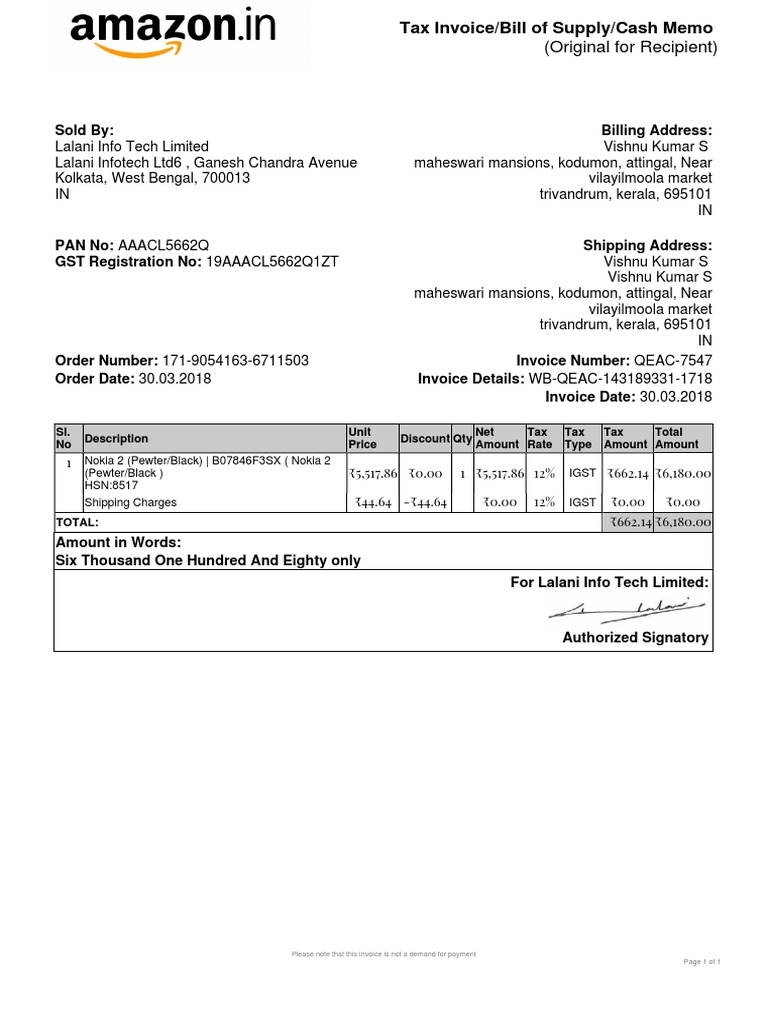 amazon.in
Tax Invoice/Bill of Supply/Cash Memo
(Original for Recipient)
Sold By:
Lalani Info Tech Limited
Lalani Infotech Ltd6 , Ganesh Chandra Avenue
Kolkata, West Bengal, 700013
IN
Billing Address:
Vishnu Kumar S
maheswari mansions, kodumon, attingal, Near
vilayilmoola market
trivandrum, kerala, 695101
IN
PAN No: AAACL5662Q
GST Registration No: 19AAACL5662Q1ZT
Shipping Address:
Vishnu Kumar S
Vishnu Kumar S
maheswari mansions, kodumon, attingal, Near
vilayilmoola market
trivandrum, kerala, 695101
IN
Order Number: 171-9054163-6711503
Order Date: 30.03.2018
Invoice Number: QEAC-7547
Invoice Details: WB-QEAC-143189331-1718
Invoice Date: 30.03.2018
Sl. No Description Unit Price Discount Qty Net Amount Tax Rate Tax Type Tax Amount Total Amount
1 Nokia 2 (Pewter/Black) | B07846F3SX ( Nokia 2
(Pewter/Black ) ₹5,517.86 ₹0.00 1 ₹5,517.86 12% IGST ₹662.14 ₹6,180.00
HSN:8517
Shipping Charges ₹44.64 -₹44.64 ₹0.00 12% IGST ₹0.00 ₹0.00
TOTAL: ₹662.14 ₹6,180.00
Amount in Words:
Six Thousand One Hundred And Eighty only
For Lalani Info Tech Limited:
Lalani
Authorized Signatory
Please note that this invoice is not a demand for payment
Page 1 of 1